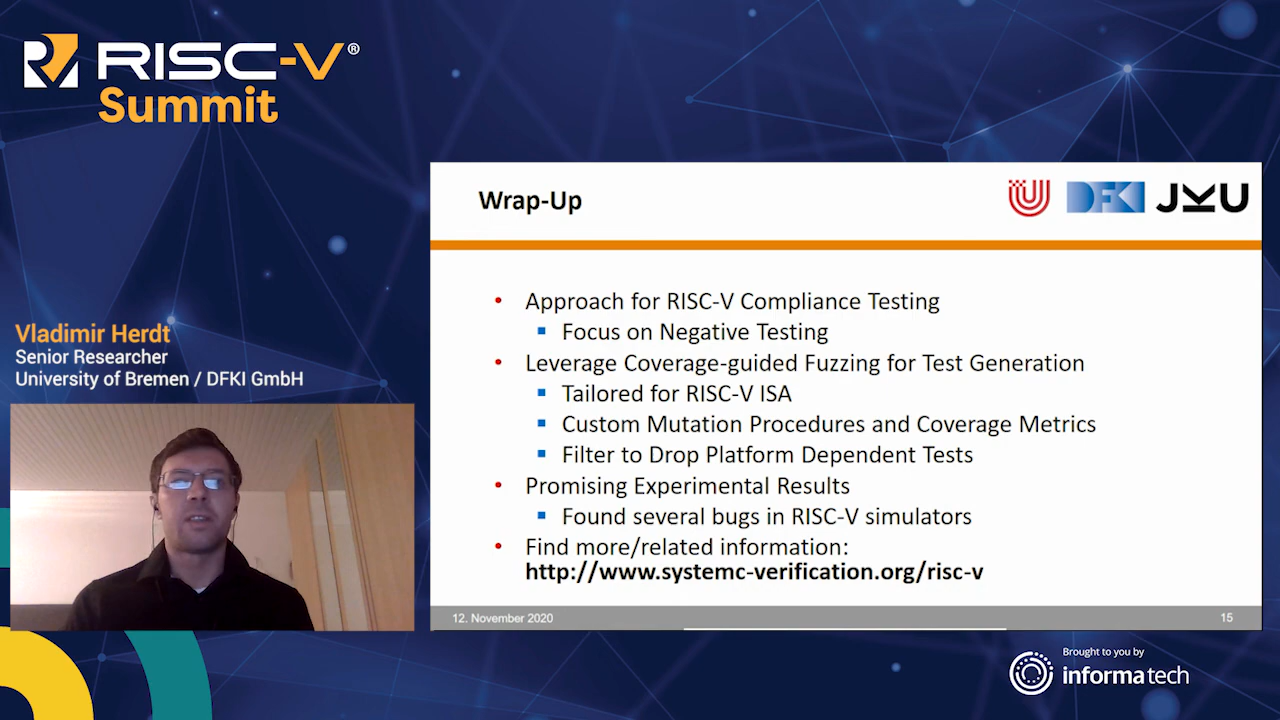 RISC-V®
Summit
Wrap-Up
DFKI
JKU
Vladimir Herdt
Senior Researcher
University of Bremen / DFKI GmbH
• Approach for RISC-V Compliance Testing
▪ Focus on Negative Testing
• Leverage Coverage-guided Fuzzing for Test Generation
▪ Tailored for RISC-V ISA
▪ Custom Mutation Procedures and Coverage Metrics
▪ Filter to Drop Platform Dependent Tests
• Promising Experimental Results
▪ Found several bugs in RISC-V simulators
• Find more/related information:
http://www.systemc-verification.org/risc-v
12. November 2020
15
Brought to you by
informa tech